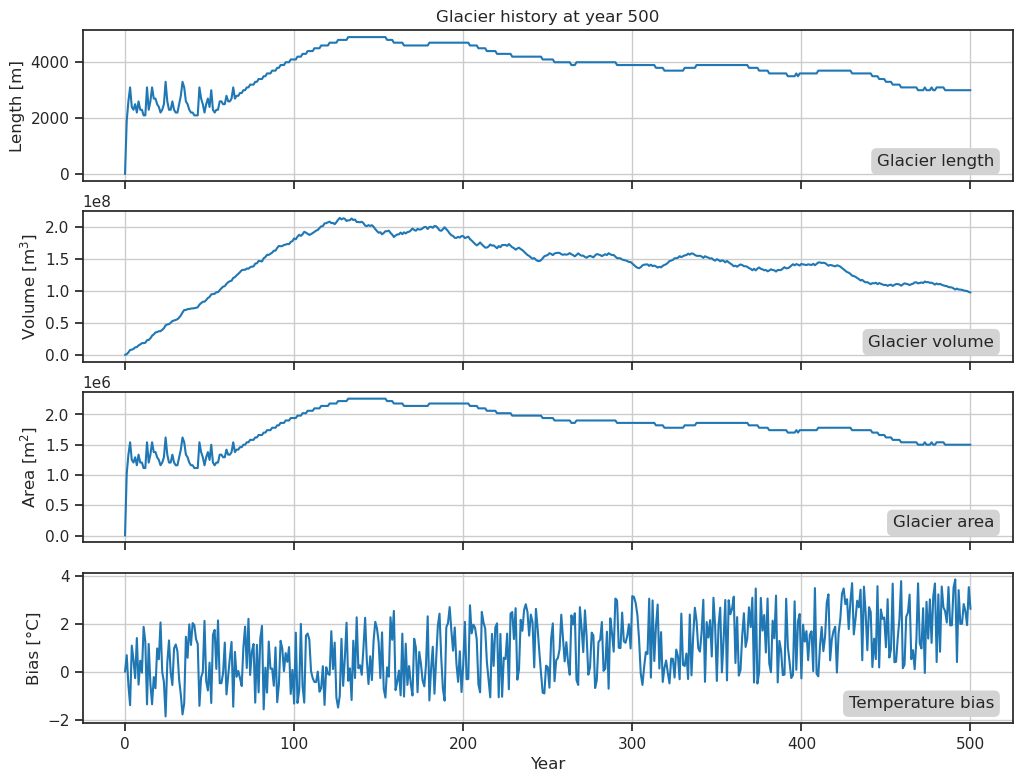 Glacier history at year 500
Length [m]
4000
2000
0
Glacier length
1e8
Volume [m³]
2.0
1.5
1.0
0.5
0.0
Glacier volume
1e6
Area [m²]
2.0
1.5
1.0
0.5
0.0
Glacier area
Bias [°C]
4
2
0
−2
Temperature bias
0 100 200 300 400 500
Year